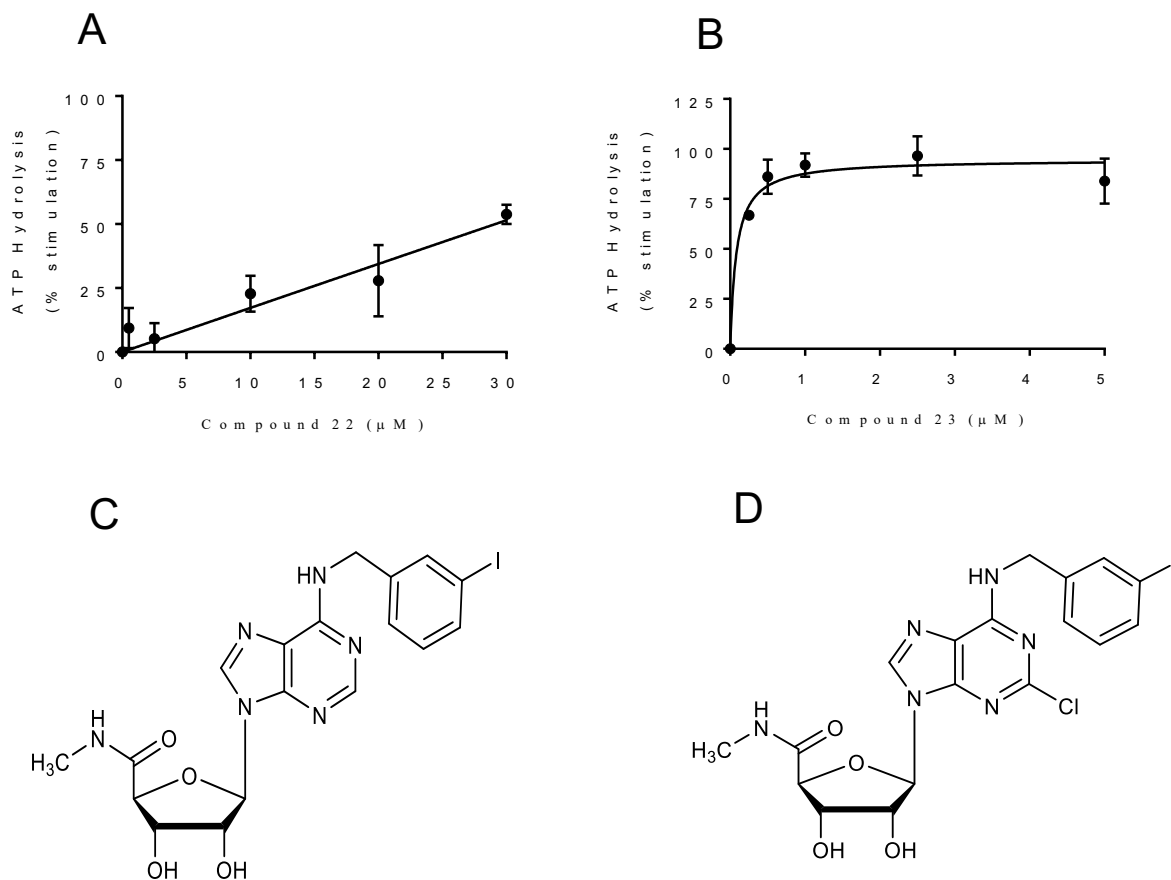 A
ATP Hydrolysis
(% stimulation)
100
75
50
25
0
0 5 10 15 20 25 30
Compound 22 (μM)
B
ATP Hydrolysis
(% stimulation)
125
100
75
50
25
0
0 1 2 3 4 5
Compound 23 (μM)
C
HN
I
N
N
N
N
H
N
H₃C
O
O
OH OH
D
HN
N
N
N
N
Cl
H
N
H₃C
O
O
OH OH